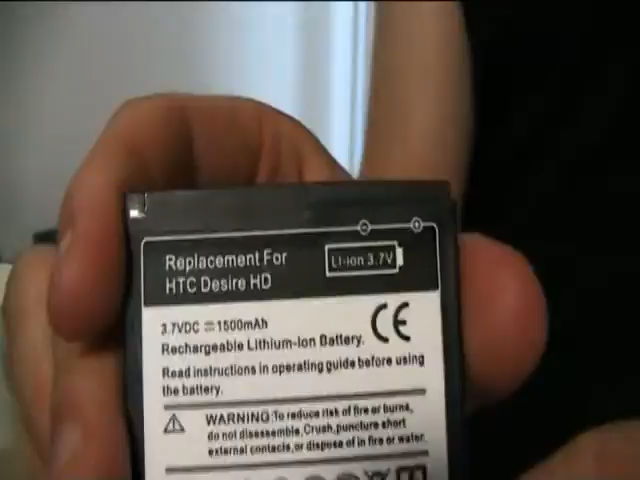 Replacement For
HTC Desire HD
Li-ion 3.7V
3.7VDC ⎓ 1500mAh
CE
Rechargeable Lithium-Ion Battery.
Read instructions in operating guide before using
the battery.
WARNING:To reduce risk of fire or burns,
do not disassemble,Crush,puncture short
external contacts,or dispose of in fire or water.